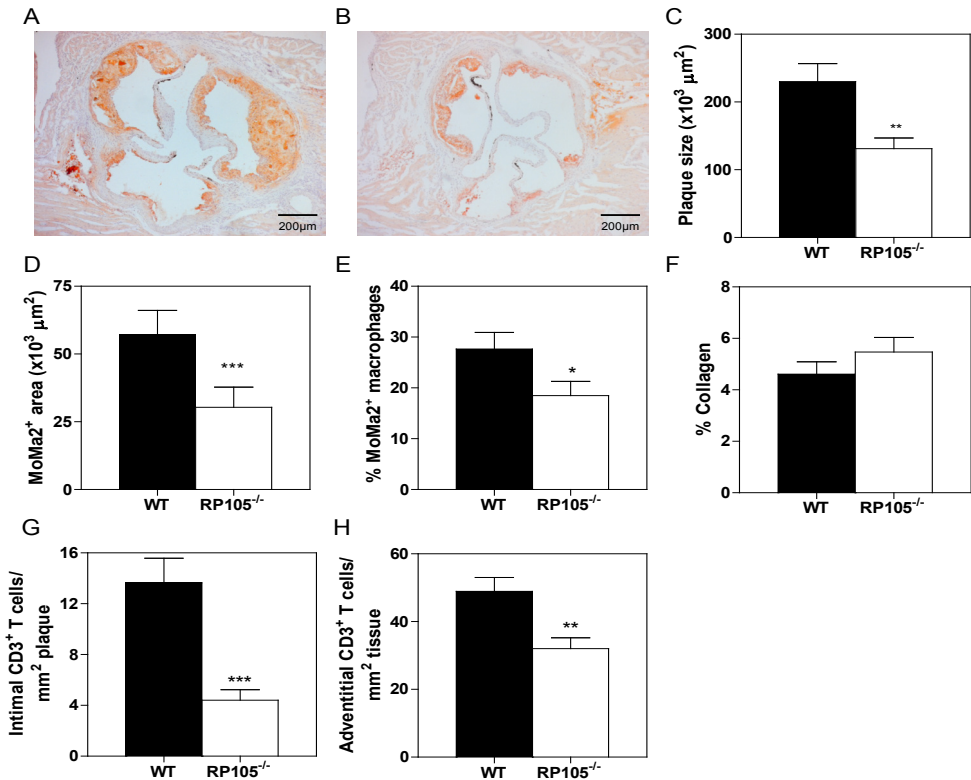 A
200µm
B
200µm
C
Plaque size (x10³ µm²)
300
200
100
0
**
WT
RP105⁻/⁻
D
MoMa2⁺ area (x10³ µm²)
75
50
25
0
***
WT
RP105⁻/⁻
E
% MoMa2⁺ macrophages
40
30
20
10
0
*
WT
RP105⁻/⁻
F
% Collagen
8
6
4
2
0
WT
RP105⁻/⁻
G
Intimal CD3⁺ T cells/
mm² plaque
16
12
8
4
0
***
WT
RP105⁻/⁻
H
Adventitial CD3⁺ T cells/
mm² tissue
60
40
20
0
**
WT
RP105⁻/⁻